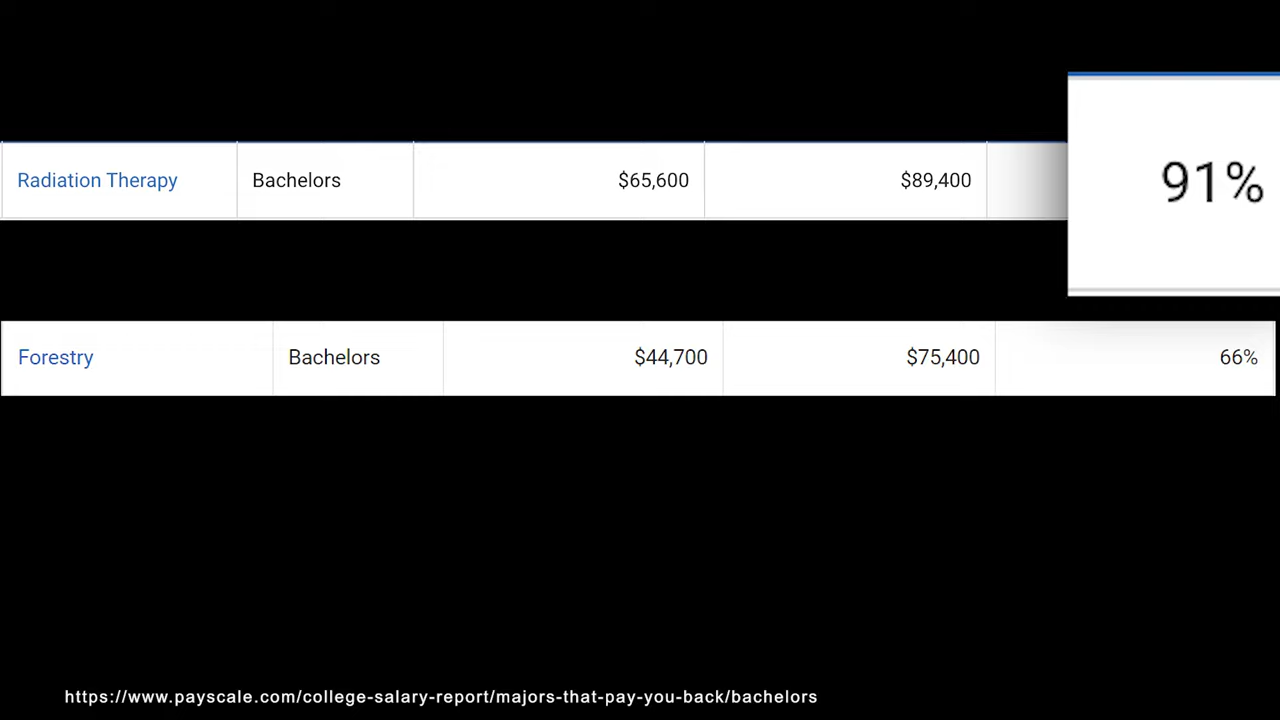 91%
Radiation Therapy Bachelors $65,600 $89,400
Forestry Bachelors $44,700 $75,400 66%
https://www.payscale.com/college-salary-report/majors-that-pay-you-back/bachelors